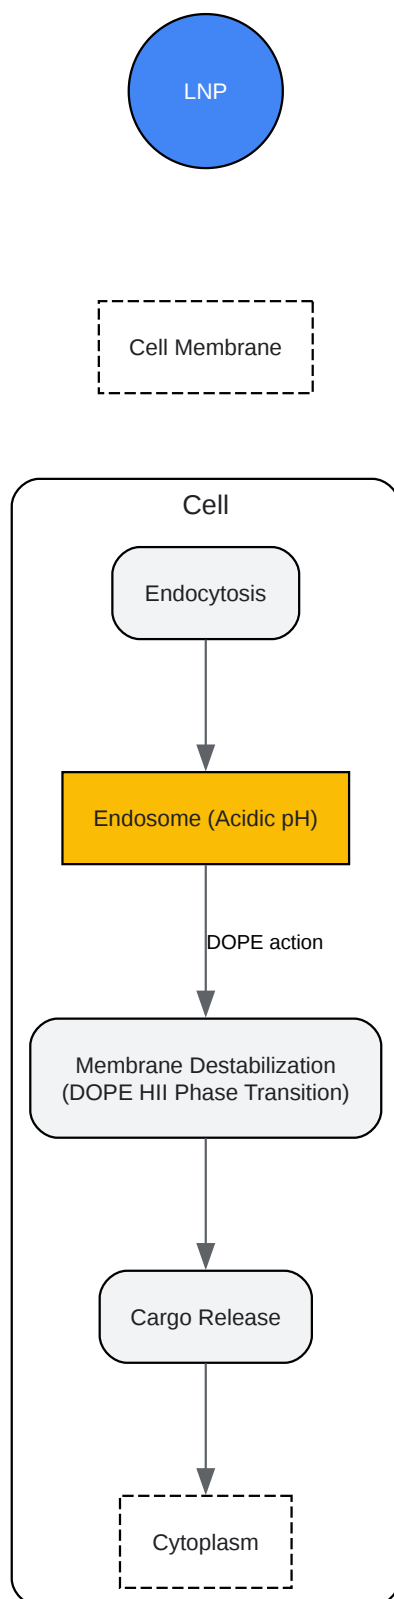 LNP
Cell Membrane
Cell
Endocytosis
Endosome (Acidic pH)
DOPE action
Membrane Destabilization
(DOPE HII Phase Transition)
Cargo Release
Cytoplasm